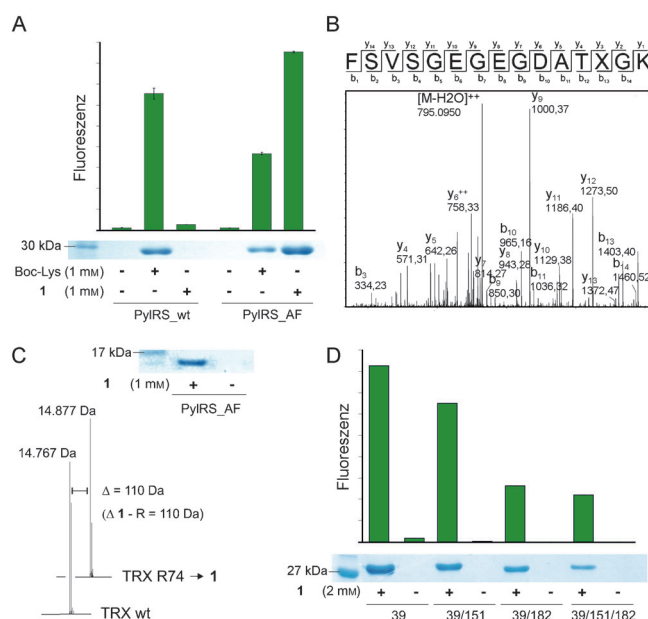 A
Fluoreszenz
30 kDa
Boc-Lys (1 mM) - + - - + -
1 (1 mM) - - + - - +
PylRS_wt PylRS_AF
B
y14 y13 y12 y11 y10 y9 y8 y7 y6 y5 y4 y3 y2 y1
F S V S G E G E G D A T X G K
b1 b2 b3 b4 b5 b6 b7 b8 b9 b10 b11 b12 b13 b14
[M-H2O]++
795.0950
y9
1000,37
y12
1273,50
y6++
758,33
y11
1186,40
b10
965,16
b13
1403,40
y4
571,31
y5
642,26
y7
814,27
y8
943,28
y10
1129,38
b14
1460,52
b3
334,23
b9
850,30
b11
1036,32
y13
1372,47
C
17 kDa
1 (1 mM) + -
PylRS_AF
14.877 Da
14.767 Da
Δ = 110 Da
(Δ 1 - R = 110 Da)
TRX R74 → 1
TRX wt
D
Fluoreszenz
27 kDa
1 (2 mM) + - + - + - + -
39 39/151 39/182 39/151/182